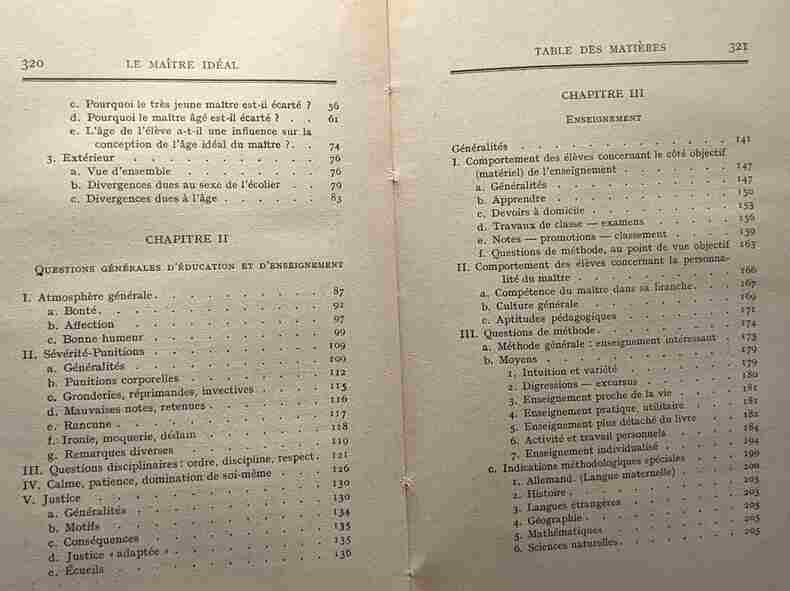 320 LE MAÎTRE IDÉAL
c. Pourquoi le très jeune maître est-il écarté ? 56
d. Pourquoi le maître âgé est-il écarté ? . . 61
e. L'âge de l'élève a-t-il une influence sur la
conception de l'âge idéal du maître ?. . 74
3. Extérieur . . . . . . . . . . 76
a. Vue d'ensemble . . . . . . . . 76
b. Divergences dues au sexe de l'écolier . . 79
c. Divergences dues à l'âge . . . . . . 83
CHAPITRE II
QUESTIONS GÉNÉRALES D'ÉDUCATION ET D'ENSEIGNEMENT
I. Atmosphère générale. . . . . . . . . 87
a. Bonté. . . . . . . . . . . 92
b. Affection . . . . . . . . . . 97
c. Bonne humeur . . . . . . . . . 99
II. Sévérité-Punitions . . . . . . . . . 109
a. Généralités . . . . . . . . . 109
b. Punitions corporelles . . . . . . . 112
c. Gronderies, réprimandes, invectives . . . . 115
d. Mauvaises notes, retenues . . . . . . 116
e. Rancune . . . . . . . . . . 117
f. Ironie, moquerie, dédain . . . . . . 118
g. Remarques diverses . . . . . . . 119
III. Questions disciplinaires : ordre, discipline, respect. 121
IV. Calme, patience, domination de soi-même . . . 126
V. Justice . . . . . . . . . . . 130
a. Généralités . . . . . . . . . 130
b. Motifs . . . . . . . . . . 134
c. Conséquences . . . . . . . . . 135
d. Justice « adaptée » . . . . . . . . 135
e. Écueils . . . . . . . . . . 136
TABLE DES MATIÈRES 321
CHAPITRE III
ENSEIGNEMENT
Généralités . . . . . . . . . . . 141
I. Comportement des élèves concernant le côté objectif
(matériel) de l'enseignement . . . . . . 147
a. Généralités . . . . . . . . . 147
b. Apprendre . . . . . . . . . . 150
c. Devoirs à domicile . . . . . . . . 153
d. Travaux de classe — examens . . . . . 156
e. Notes — promotions — classement . . . . 159
f. Questions de méthode, au point de vue objectif 163
II. Comportement des élèves concernant la personna-
lité du maître . . . . . . . . . . 166
a. Compétence du maître dans sa branche. . . 167
b. Culture générale . . . . . . . . 169
c. Aptitudes pédagogiques . . . . . . . 171
III. Questions de méthode. . . . . . . . . 174
a. Méthode générale : enseignement intéressant . 173
b. Moyens . . . . . . . . . . . 179
1. Intuition et variété . . . . . . . 179
2. Digressions — excursus . . . . . . 180
3. Enseignement proche de la vie . . . . 181
4. Enseignement pratique, utilitaire . . . 181
5. Enseignement plus détaché du livre . . . 182
6. Activité et travail personnels . . . . 184
7. Enseignement individualisé . . . . . 194
c. Indications méthodologiques spéciales . . . 199
1. Allemand. (Langue maternelle) . . . . 200
2. Histoire . . . . . . . . . . 203
3. Langues étrangères . . . . . . . 203
4. Géographie. . . . . . . . . . 205
5. Mathématiques . . . . . . . . 205
6. Sciences naturelles. . . . . . . . 205